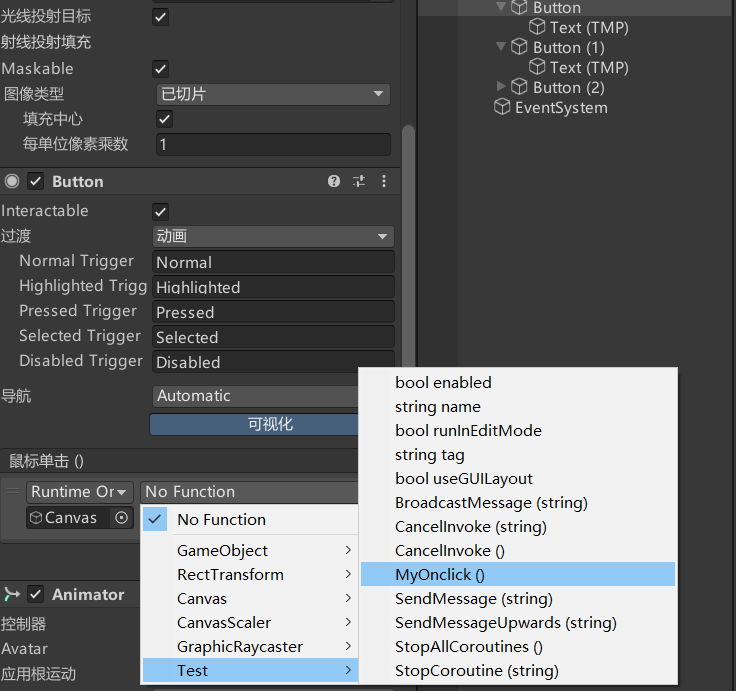 光线投射目标
射线投射填充
Maskable
图像类型 已切片
填充中心
每单位像素乘数 1
Button
Interactable
过渡 动画
Normal Trigger Normal
Highlighted Trigg Highlighted
Pressed Trigger Pressed
Selected Trigger Selected
Disabled Trigger Disabled
导航 Automatic
可视化
鼠标单击 ()
Runtime Or No Function
Canvas
Animator
控制器
Avatar
应用根运动
No Function
GameObject
RectTransform
Canvas
CanvasScaler
GraphicRaycaster
Test
bool enabled
string name
bool runInEditMode
string tag
bool useGUILayout
BroadcastMessage (string)
CancelInvoke (string)
CancelInvoke ()
MyOnclick ()
SendMessage (string)
SendMessageUpwards (string)
StopAllCoroutines ()
StopCoroutine (string)
Button
Text (TMP)
Button (1)
Text (TMP)
Button (2)
EventSystem